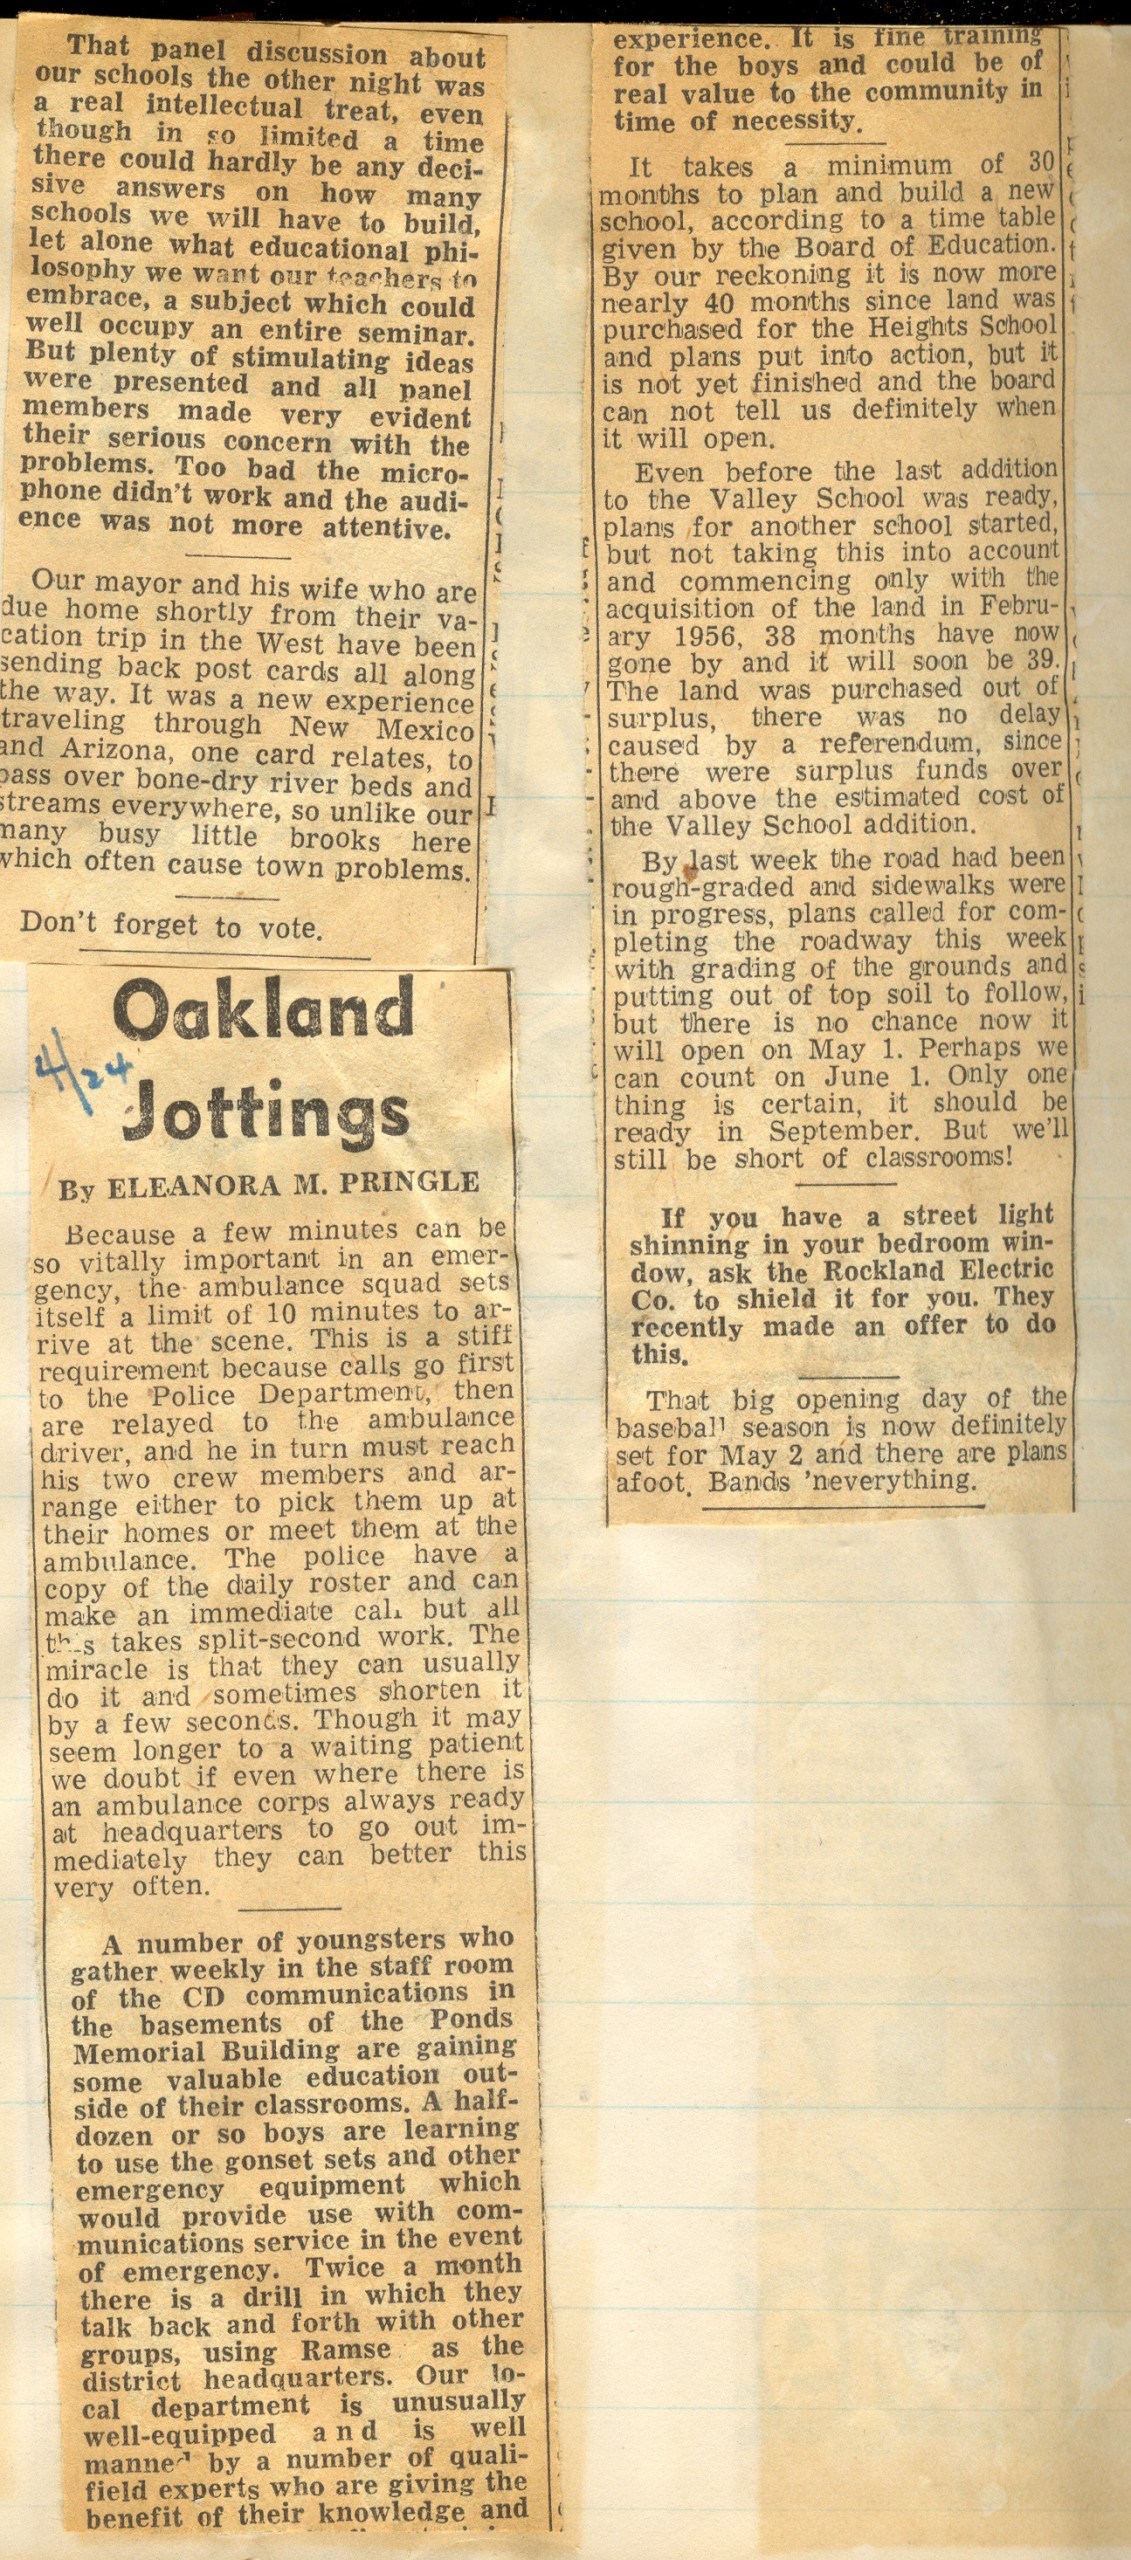 That panel discussion about
our schools the other night was
a real intellectual treat, even
though in so limited a time
there could hardly be any deci-
sive answers on how many
schools we will have to build,
let alone what educational phi-
losophy we want our teachers to
embrace, a subject which could
well occupy an entire seminar.
But plenty of stimulating ideas
were presented and all panel
members made very evident
their serious concern with the
problems. Too bad the micro-
phone didn't work and the audi-
ence was not more attentive.
Our mayor and his wife who are
due home shortly from their va-
cation trip in the West have been
sending back post cards all along
the way. It was a new experience
traveling through New Mexico
and Arizona, one card relates, to
pass over bone-dry river beds and
streams everywhere, so unlike our
many busy little brooks here
which often cause town problems.
Don't forget to vote.
Oakland
4/24
Jottings
By ELEANORA M. PRINGLE
Because a few minutes can be
so vitally important in an emer-
gency, the ambulance squad sets
itself a limit of 10 minutes to ar-
rive at the scene. This is a stiff
requirement because calls go first
to the Police Department, then
are relayed to the ambulance
driver, and he in turn must reach
his two crew members and ar-
range either to pick them up at
their homes or meet them at the
ambulance. The police have a
copy of the daily roster and can
make an immediate call but all
this takes split-second work. The
miracle is that they can usually
do it and sometimes shorten it
by a few seconds. Though it may
seem longer to a waiting patient
we doubt if even where there is
an ambulance corps always ready
at headquarters to go out im-
mediately they can better this
very often.
A number of youngsters who
gather weekly in the staff room
of the CD communications in
the basements of the Ponds
Memorial Building are gaining
some valuable education out-
side of their classrooms. A half-
dozen or so boys are learning
to use the gonset sets and other
emergency equipment which
would provide use with com-
munications service in the event
of emergency. Twice a month
there is a drill in which they
talk back and forth with other
groups, using Ramse as the
district headquarters. Our lo-
cal department is unusually
well-equipped and is well
manned by a number of quali-
field experts who are giving the
benefit of their knowledge and
experience. It is fine training
for the boys and could be of
real value to the community in
time of necessity.
It takes a minimum of 30
months to plan and build a new
school, according to a time table
given by the Board of Education.
By our reckoning it is now more
nearly 40 months since land was
purchased for the Heights School
and plans put into action, but it
is not yet finished and the board
can not tell us definitely when
it will open.
Even before the last addition
to the Valley School was ready,
plans for another school started,
but not taking this into account
and commencing only with the
acquisition of the land in Febru-
ary 1956, 38 months have now
gone by and it will soon be 39.
The land was purchased out of
surplus, there was no delay
caused by a referendum, since
there were surplus funds over
and above the estimated cost of
the Valley School addition.
By last week the road had been
rough-graded and sidewalks were
in progress, plans called for com-
pleting the roadway this week
with grading of the grounds and
putting out of top soil to follow,
but there is no chance now it
will open on May 1. Perhaps we
can count on June 1. Only one
thing is certain, it should be
ready in September. But we'll
still be short of classrooms!
If you have a street light
shinning in your bedroom win-
dow, ask the Rockland Electric
Co. to shield it for you. They
recently made an offer to do
this.
That big opening day of the
baseball season is now definitely
set for May 2 and there are plans
afoot. Bands 'neverything.